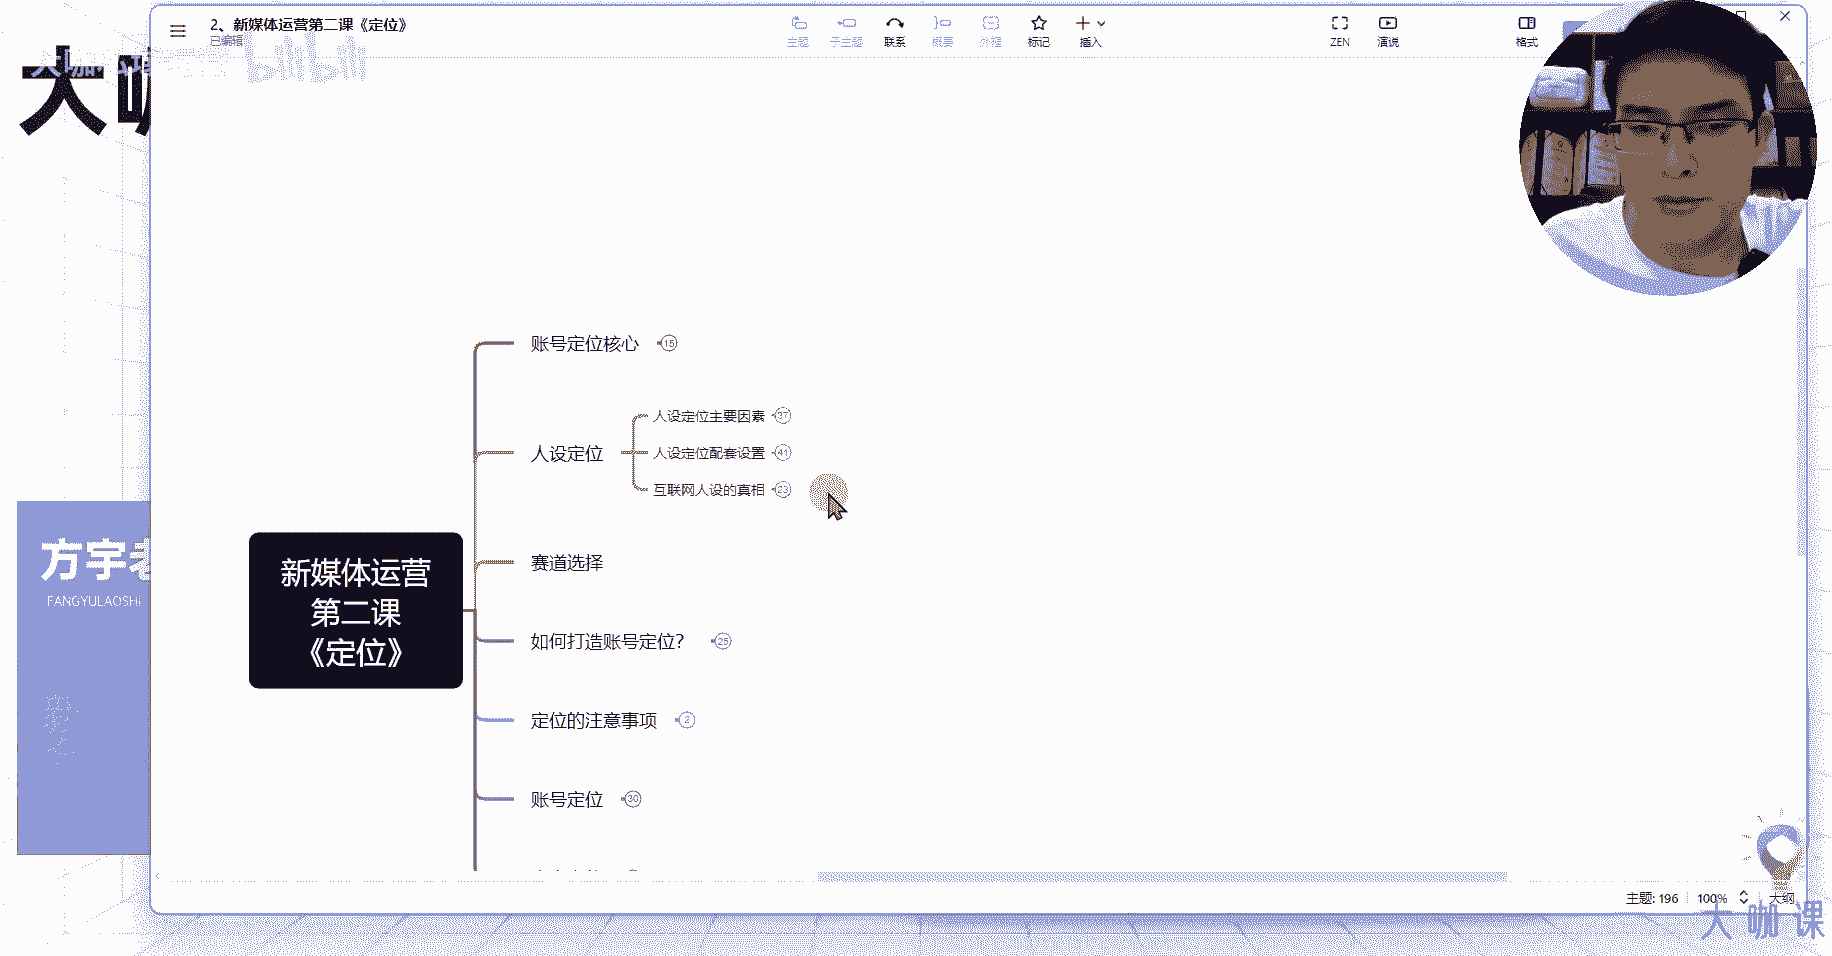 2、新媒体运营第二课《定位》
已编辑
主题
子主题
联系
概要
外框
标记
插入
ZEN
演说
格式
大咖
bilibili
账号定位核心 15
人设定位
人设定位主要因素 37
人设定位配套设置 41
互联网人设的真相 23
赛道选择
新媒体运营
第二课
《定位》
如何打造账号定位? 25
定位的注意事项 2
账号定位 30
方宇老
FANGYULAOSHI
主题: 196
100%
大纲
大咖课